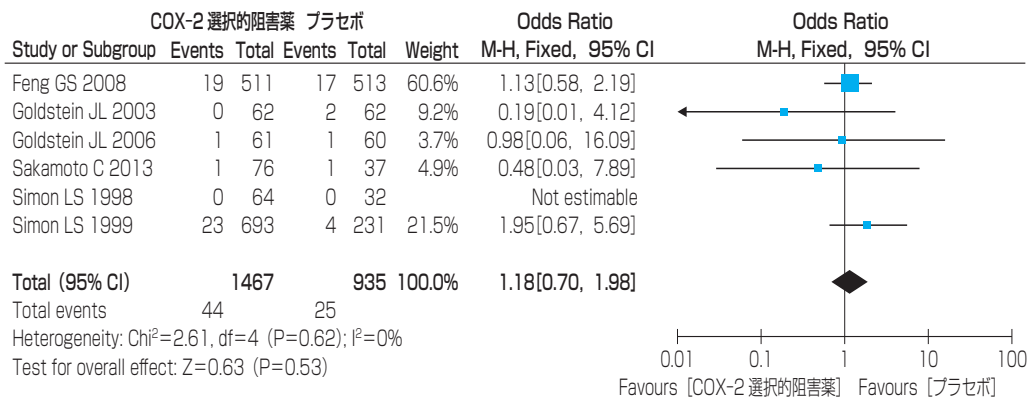 COX-2 選択的阻害薬 プラセボ Odds Ratio Odds Ratio
Study or Subgroup Events Total Events Total Weight M-H, Fixed, 95% CI M-H, Fixed, 95% CI
Feng GS 2008 19 511 17 513 60.6% 1.13[0.58, 2.19]
Goldstein JL 2003 0 62 2 62 9.2% 0.19[0.01, 4.12]
Goldstein JL 2006 1 61 1 60 3.7% 0.98[0.06, 16.09]
Sakamoto C 2013 1 76 1 37 4.9% 0.48[0.03, 7.89]
Simon LS 1998 0 64 0 32 Not estimable
Simon LS 1999 23 693 4 231 21.5% 1.95[0.67, 5.69]
Total (95% CI) 1467 935 100.0% 1.18[0.70, 1.98]
Total events 44 25
Heterogeneity: Chi²=2.61, df=4 (P=0.62); I²=0%
Test for overall effect: Z=0.63 (P=0.53)
0.01 0.1 1 10 100
Favours [COX-2 選択的阻害薬] Favours [プラセボ]